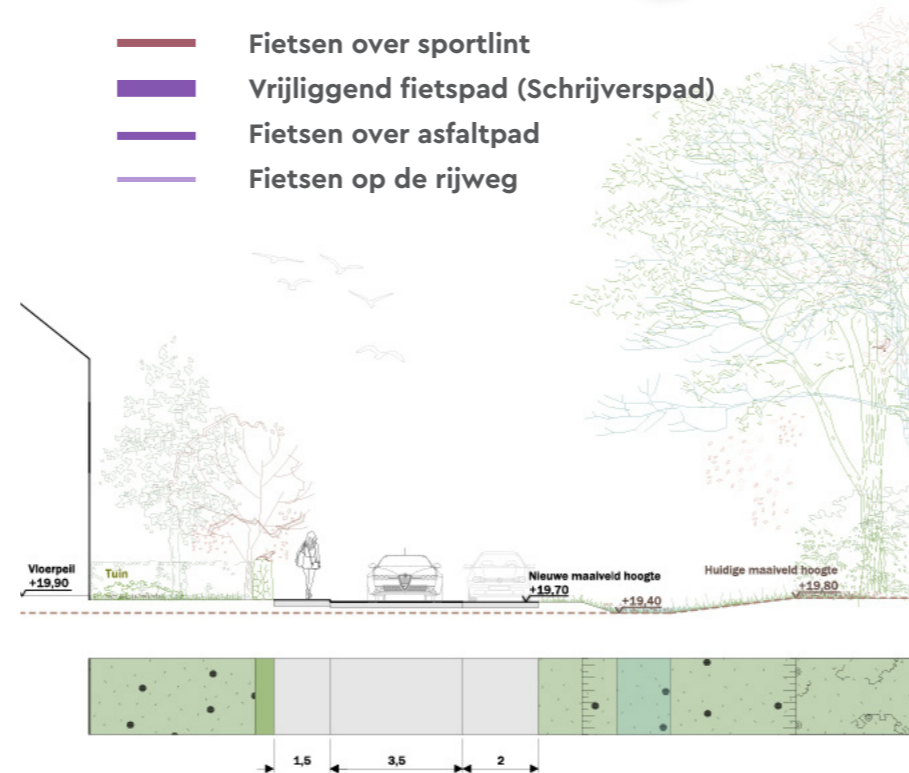 Fietsen over sportlint
Vrijliggend fietspad (Schrijverspad)
Fietsen over asfaltpad
Fietsen op de rijweg
Vloerpeil
+19,90
Tuin
Nieuwe maaiveld hoogte
+19,70
+19,40
Huidige maaiveld hoogte
+19,80
1,5
3,5
2